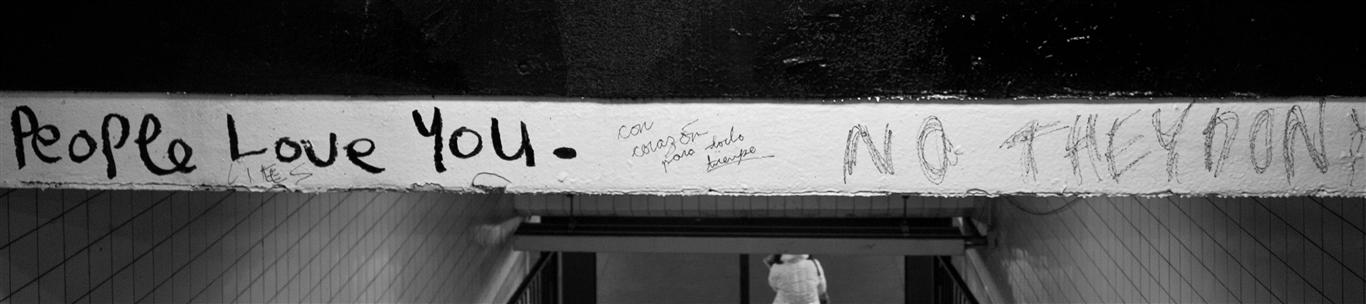 People Love You.
LIES
con
corazón
para todo
tiempo
NO THEY DON'